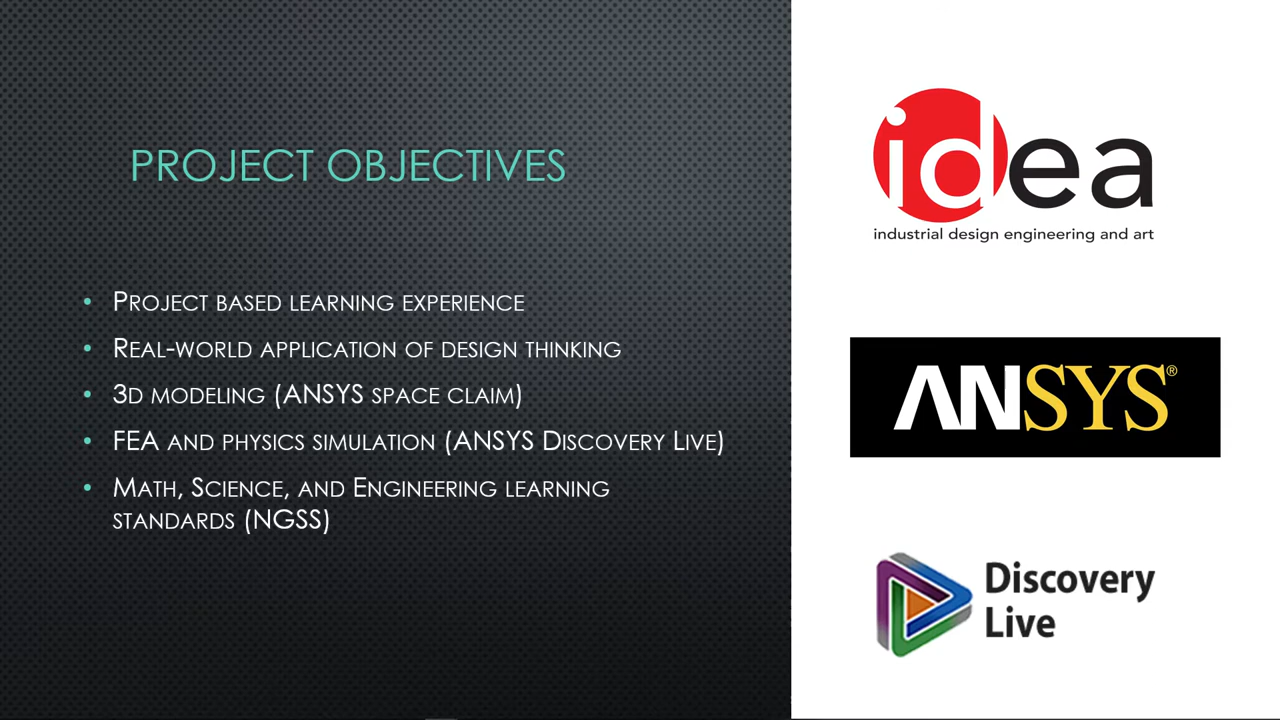 PROJECT OBJECTIVES
• PROJECT BASED LEARNING EXPERIENCE
• REAL-WORLD APPLICATION OF DESIGN THINKING
• 3D MODELING (ANSYS SPACE CLAIM)
• FEA AND PHYSICS SIMULATION (ANSYS DISCOVERY LIVE)
• MATH, SCIENCE, AND ENGINEERING LEARNING
STANDARDS (NGSS)
idea
industrial design engineering and art
ANSYS®
Discovery
Live